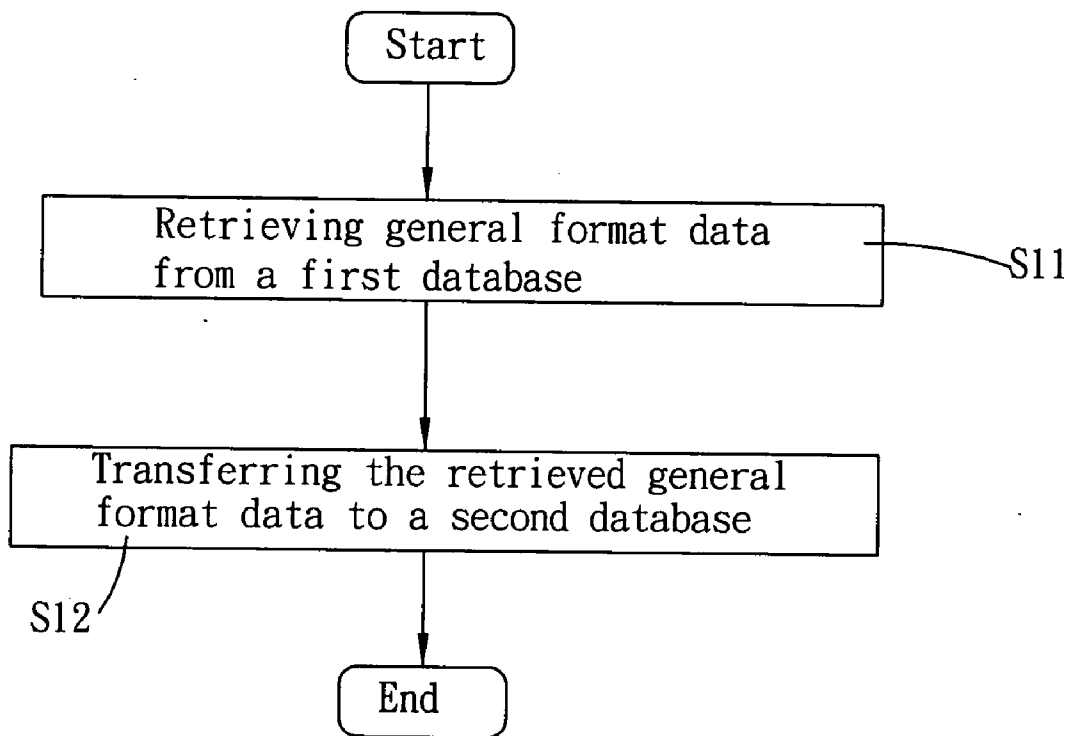 Start
Retrieving general format data
from a first database
S11
Transferring the retrieved general
format data to a second database
S12
End